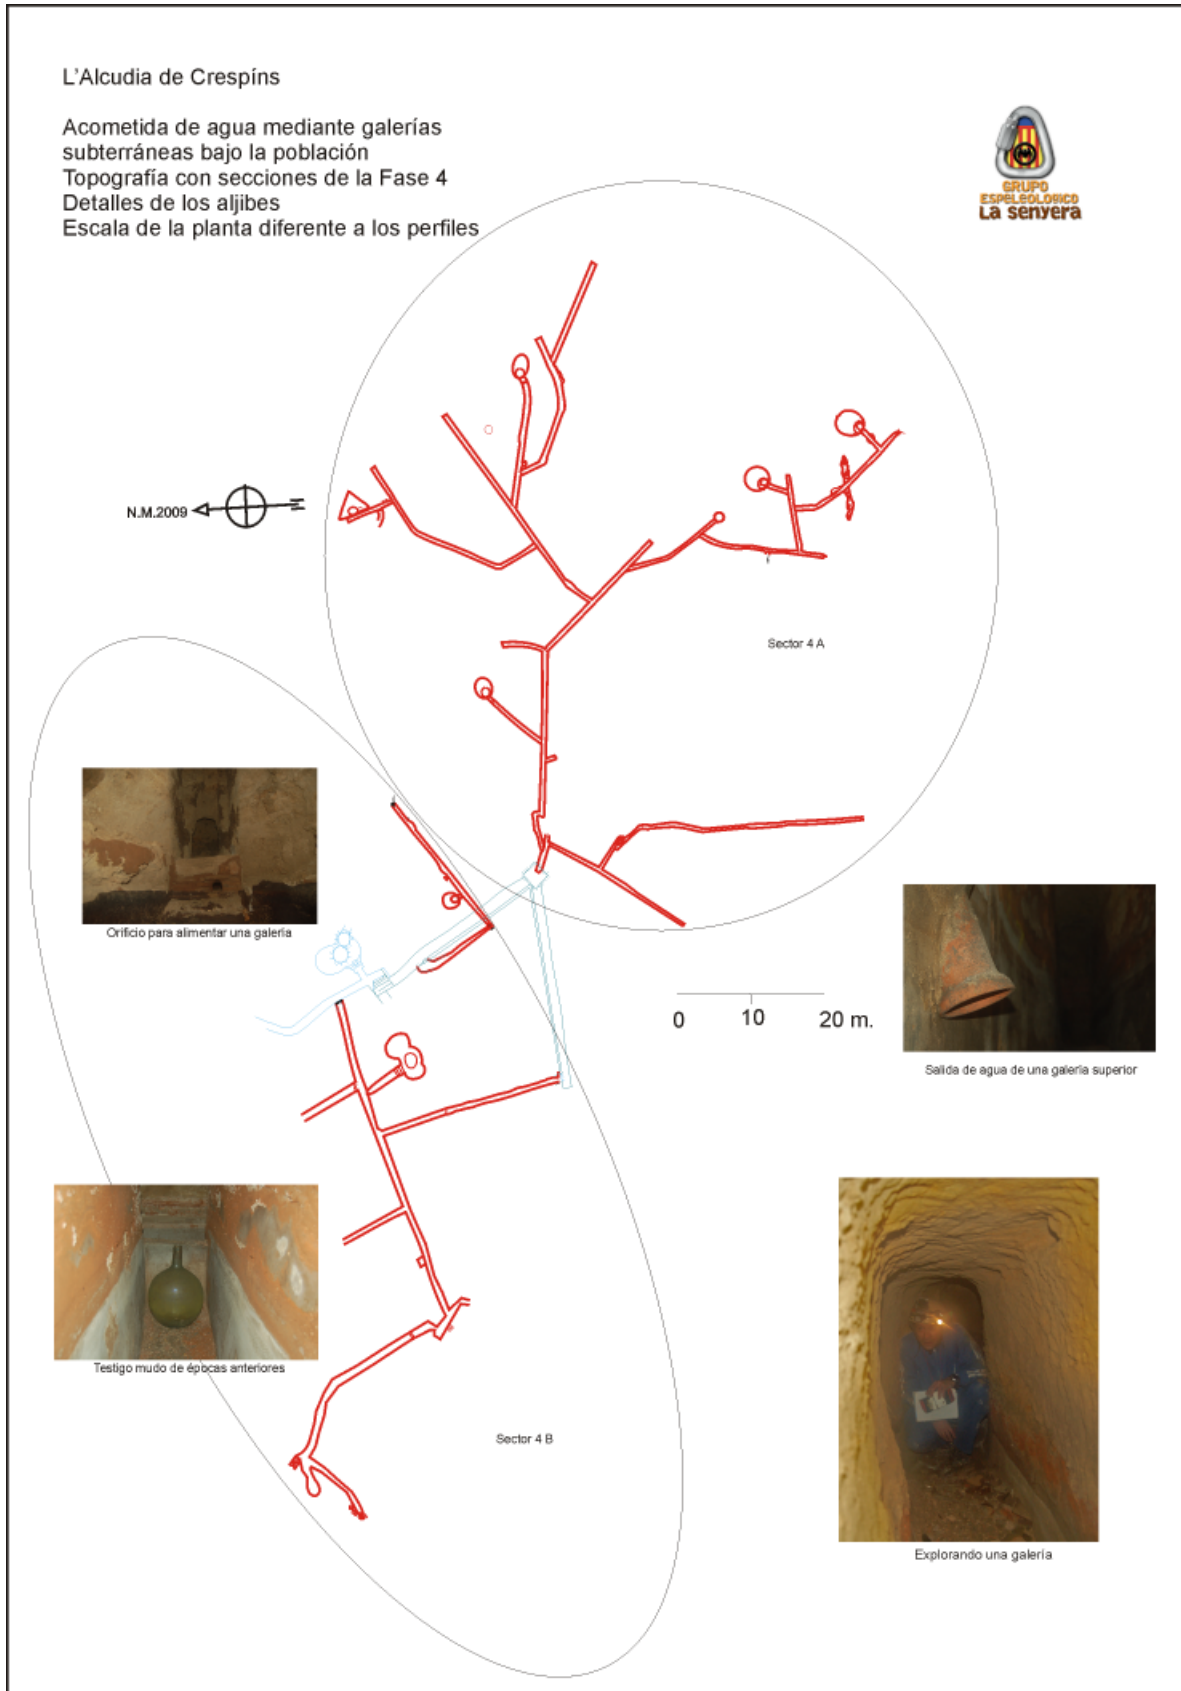 L'Alcudia de Crespíns
Acometida de agua mediante galerías
subterráneas bajo la población
Topografía con secciones de la Fase 4
Detalles de los aljibes
Escala de la planta diferente a los perfiles
GRUPO
ESPELEOLOGICO
La senyera
N.M.2009
Sector 4 A
Orificio para alimentar una galería
0 10 20 m.
Salida de agua de una galería superior
Testigo mudo de épocas anteriores
Sector 4 B
Explorando una galería